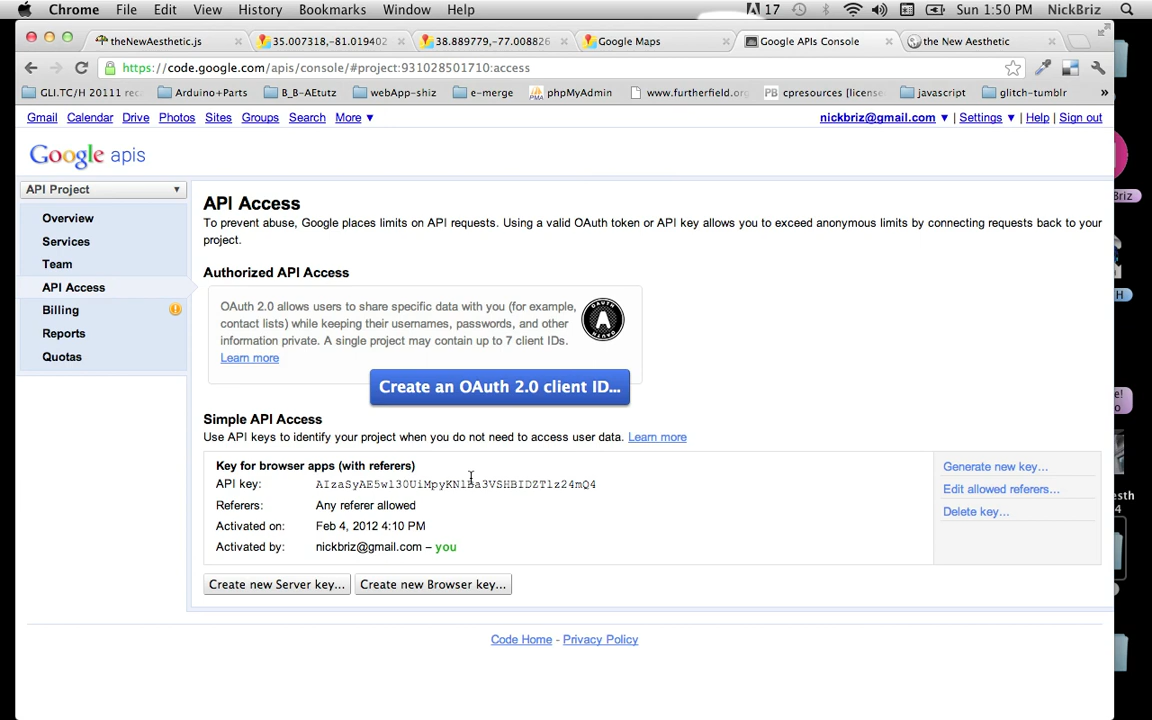 Chrome File Edit View History Bookmarks Window Help 17 Sun 1:50 PM NickBriz
theNewAesthetic.js 35.007318,-81.019402 38.889779,-77.008826 Google Maps Google APIs Console the New Aesthetic
https://code.google.com/apis/console/#project:931028501710:access
GLI.TC/H 20111 Arduino+Parts B_B-AEtutz webApp-shiz e-merge phpMyAdmin www.furtherfield.org cpresources [license javascript glitch-tumblr »
Gmail Calendar Drive Photos Sites Groups Search More ▼ nickbriz@gmail.com ▼ | Settings ▼ | Help | Sign out
Google apis
API Project
Overview
Services
Team
API Access
Billing
Reports
Quotas
API Access
To prevent abuse, Google places limits on API requests. Using a valid OAuth token or API key allows you to exceed anonymous limits by connecting requests back to your
project.
Authorized API Access
OAuth 2.0 allows users to share specific data with you (for example,
contact lists) while keeping their usernames, passwords, and other
information private. A single project may contain up to 7 client IDs.
Learn more
Create an OAuth 2.0 client ID...
Simple API Access
Use API keys to identify your project when you do not need to access user data. Learn more
Key for browser apps (with referers)
API key:
Referers: Any referer allowed
Activated on: Feb 4, 2012 4:10 PM
Activated by: nickbriz@gmail.com – you
Generate new key...
Edit allowed referers...
Delete key...
Create new Server key... Create new Browser key...
Code Home - Privacy Policy